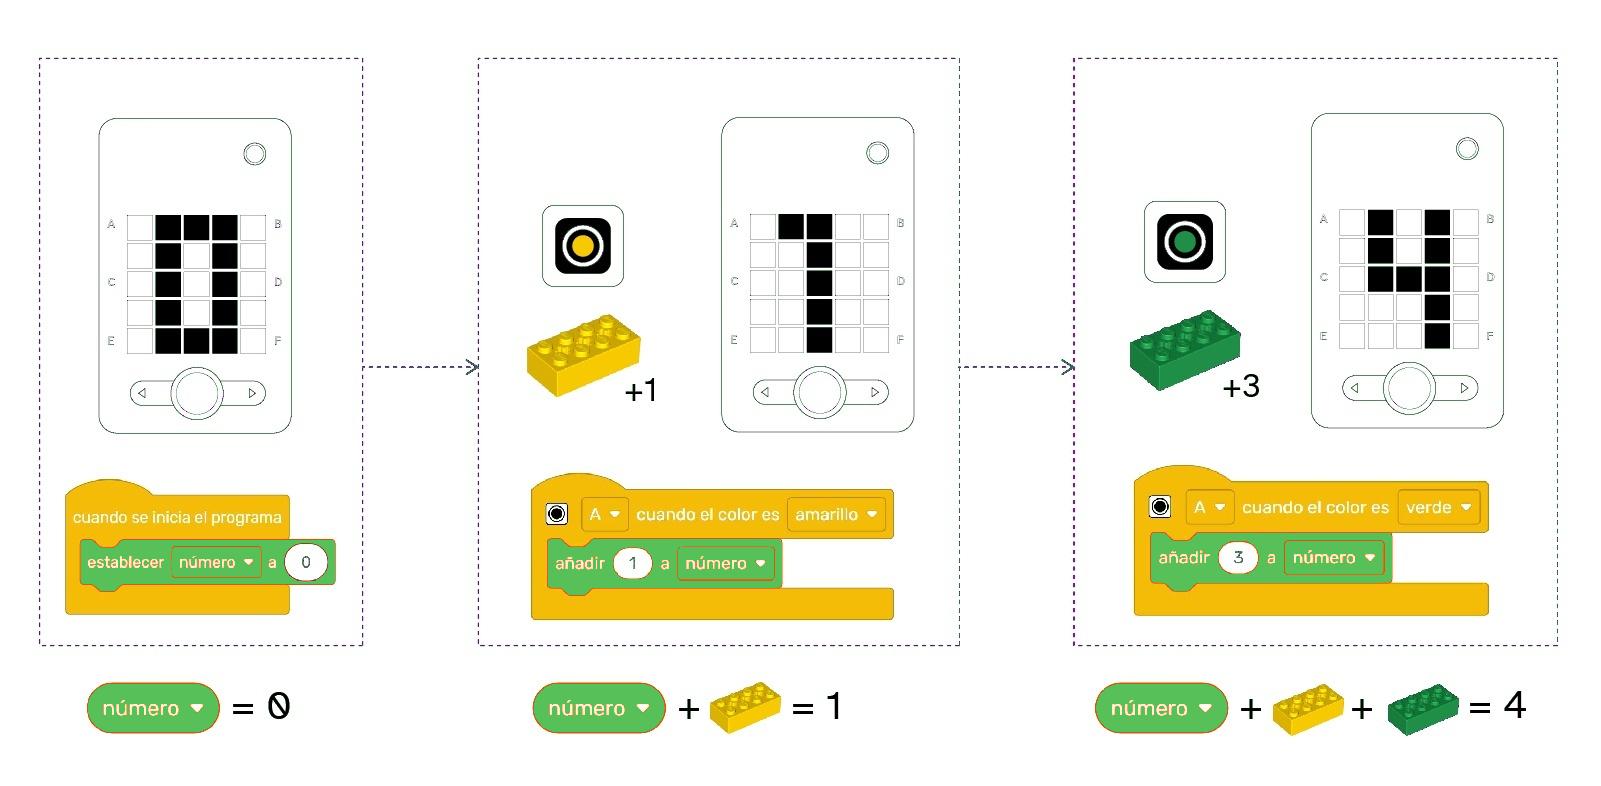 A B
C D
E F
cuando se inicia el programa
establecer número a 0
número = 0
+1
A B
C D
E F
A cuando el color es amarillo
añadir 1 a número
número + = 1
+3
A B
C D
E F
A cuando el color es verde
añadir 3 a número
número + + = 4